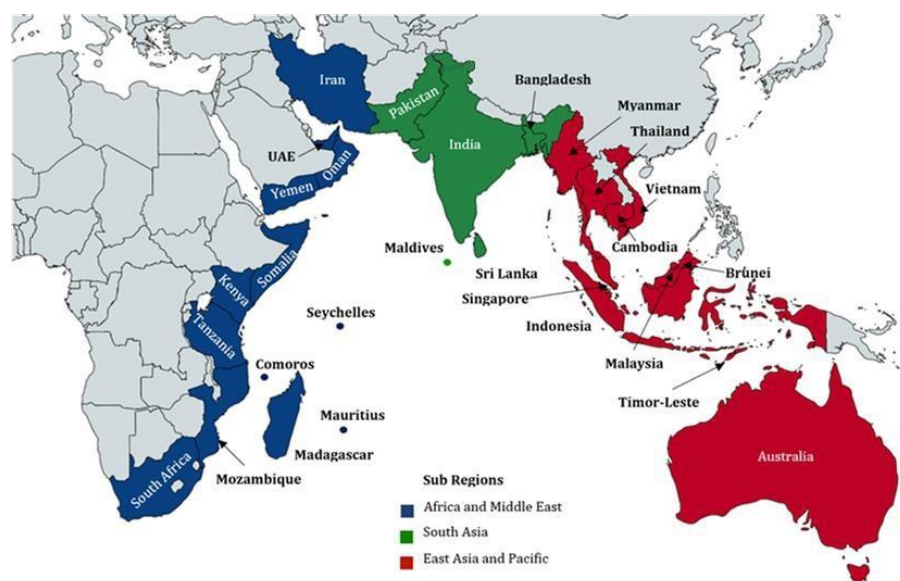 Iran
Pakistan
Bangladesh
Myanmar
Thailand
India
UAE
Oman
Yemen
Vietnam
Cambodia
Maldives
Somalia
Sri Lanka
Brunei
Kenya
Singapore
Seychelles
Indonesia
Tanzania
Malaysia
Comoros
Timor-Leste
Mauritius
Madagascar
Australia
South Africa
Mozambique
Sub Regions
Africa and Middle East
South Asia
East Asia and Pacific